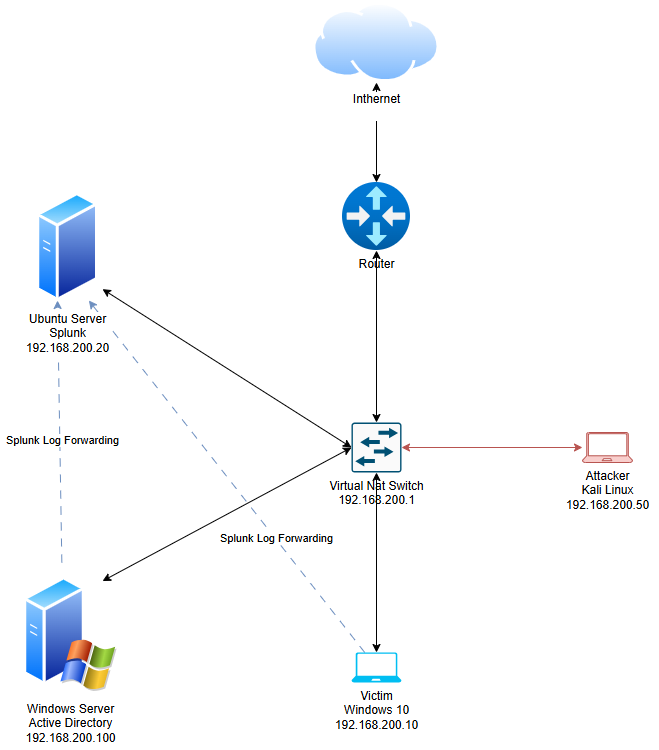 Inthernet
Router
Ubuntu Server
Splunk
192.168.200.20
Splunk Log Forwarding
Virtual Nat Switch
192.168.200.1
Attacker
Kali Linux
192.168.200.50
Splunk Log Forwarding
Victim
Windows 10
192.168.200.10
Windows Server
Active Directory
192.168.200.100